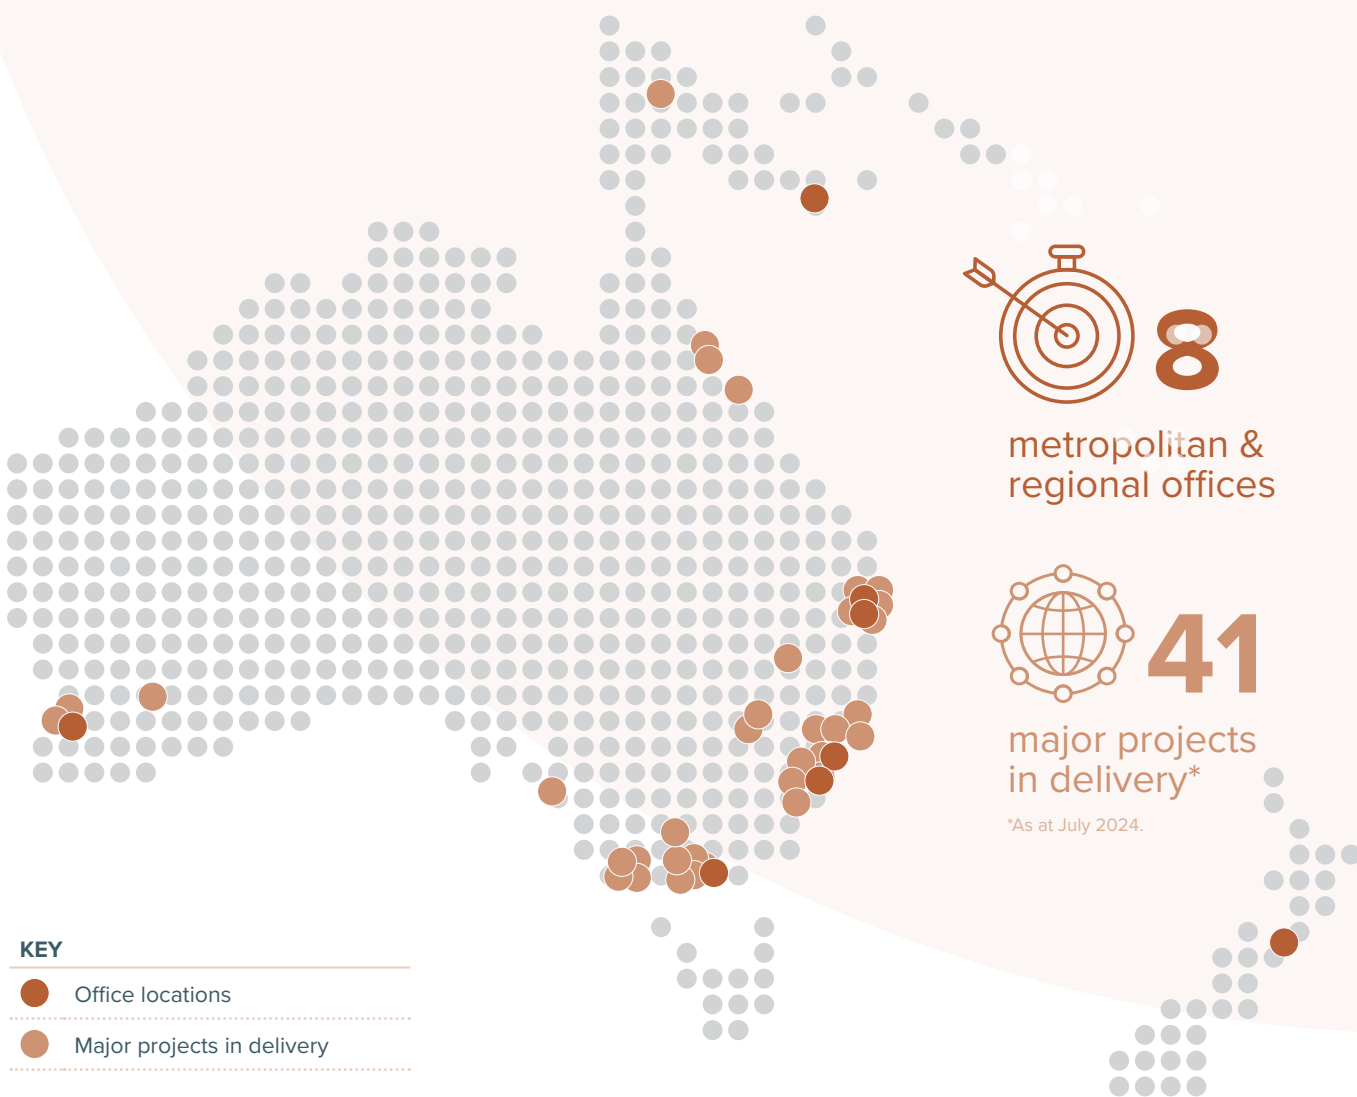 8
metropolitan &
regional offices
41
major projects
in delivery*
*As at July 2024.
KEY
Office locations
Major projects in delivery